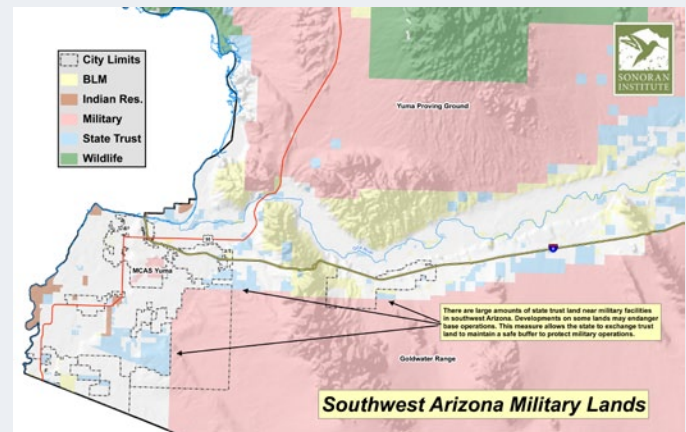 City Limits
BLM
Indian Res.
Military
State Trust
Wildlife
SONORAN
INSTITUTE
Yuma Proving Ground
MCAS Yuma
There are large amounts of state trust land near military facilities
in southwest Arizona. Developments on some lands may endanger
base operations. This measure allows the state to exchange trust
land to maintain a safe buffer to protect military operations.
Goldwater Range
Southwest Arizona Military Lands